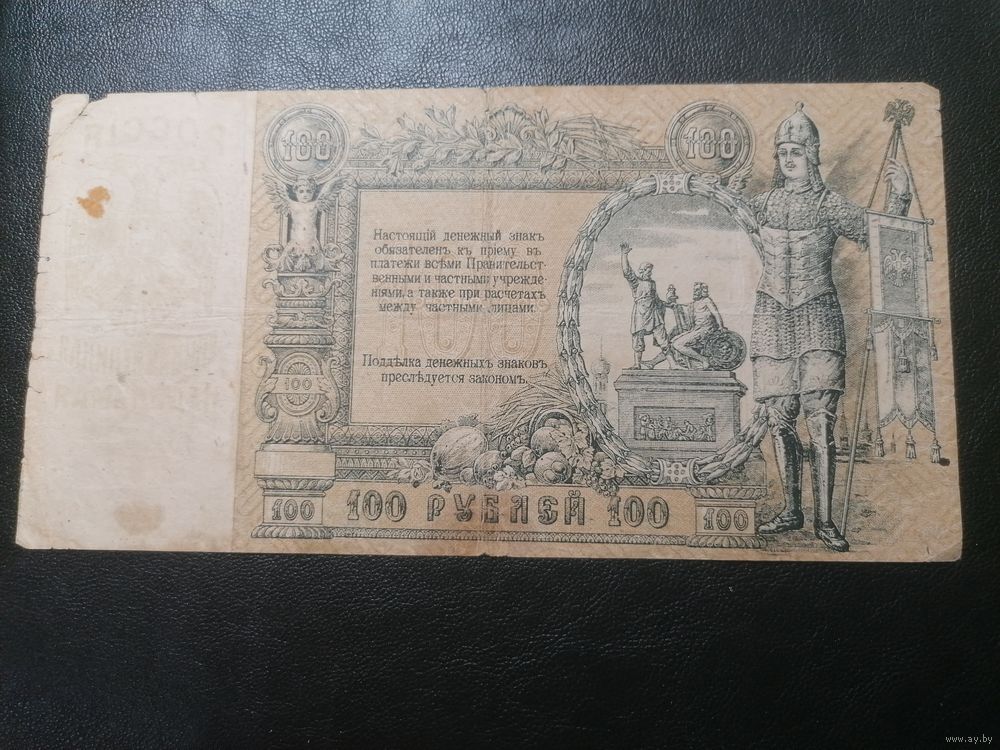 100 100
Настоящій денежный знакъ
обязателенъ къ пріему въ
платежи всѣми Правительст-
венными и частными учрежде-
ніями, а также при расчетахъ
между частными лицами.
100
Поддѣлка денежныхъ знаковъ
преслѣдуется закономъ.
100
100 100 РУБЛЕЙ 100 100
www.ay.by